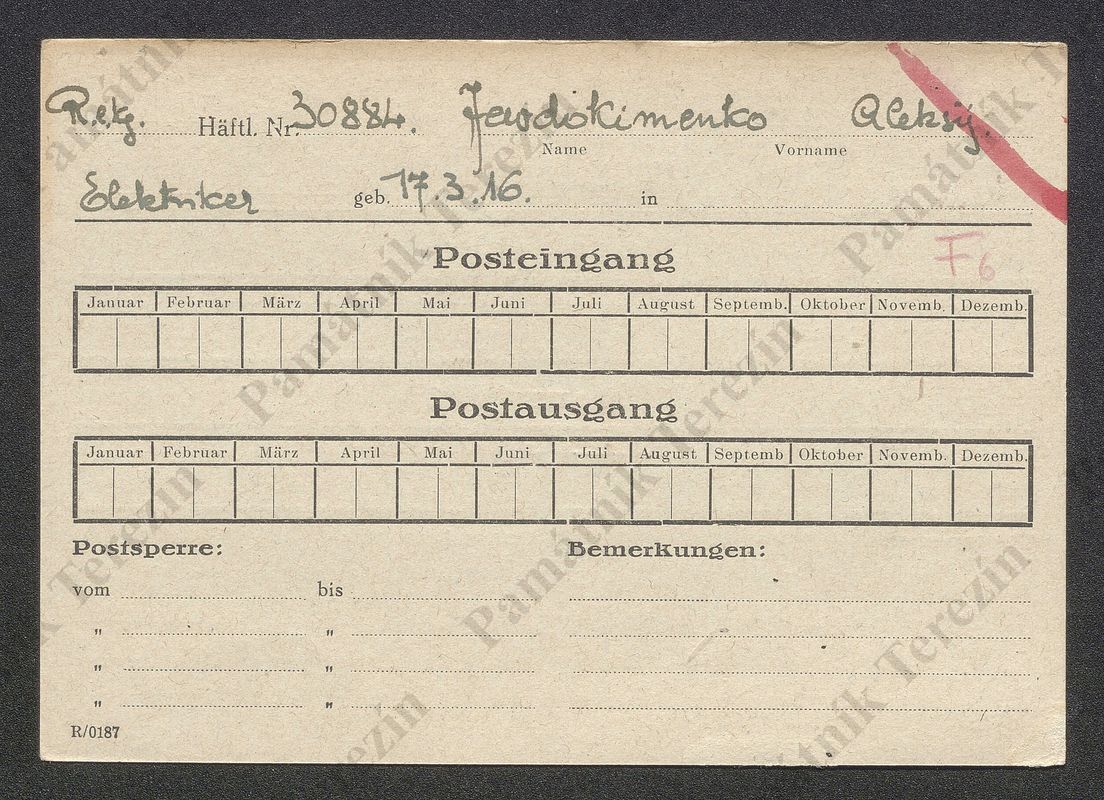 R.e.tz. Häftl. Nr. 30884. Jewdokimenko Aleksij.
Name Vorname
Elektriker geb. 17.3.16. in
Posteingang
F6
Januar Februar März April Mai Juni Juli August Septemb. Oktober Novemb. Dezemb.
Postausgang
Januar Februar März April Mai Juni Juli August Septemb Oktober Novemb. Dezemb.
Postsperre: Bemerkungen:
vom bis
" "
" "
" "
R/0187
Památník Terezín